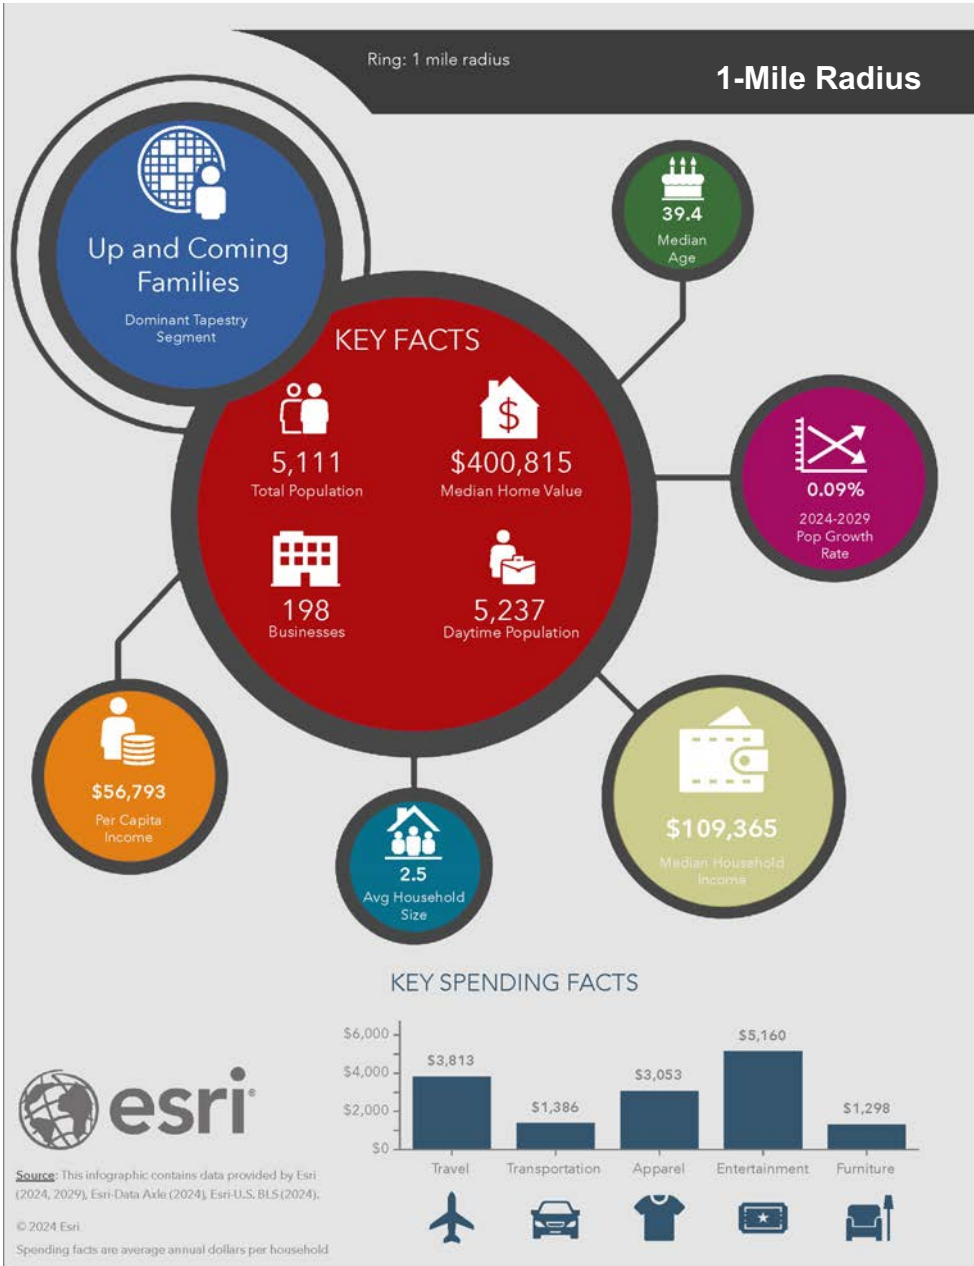 Ring: 1 mile radius
1-Mile Radius
Up and Coming
Families
Dominant Tapestry
Segment
39.4
Median
Age
KEY FACTS
5,111
Total Population
$400,815
Median Home Value
198
Businesses
5,237
Daytime Population
0.09%
2024-2029
Pop Growth
Rate
$56,793
Per Capita
Income
2.5
Avg Household
Size
$109,365
Median Household
Income
KEY SPENDING FACTS
$6,000
$4,000
$2,000
$0
$3,813
$1,386
$3,053
$5,160
$1,298
Travel
Transportation
Apparel
Entertainment
Furniture
esri®
Source: This infographic contains data provided by Esri
(2024, 2029), Esri-Data Axle (2024), Esri-U.S. BLS (2024).
© 2024 Esri
Spending facts are average annual dollars per household